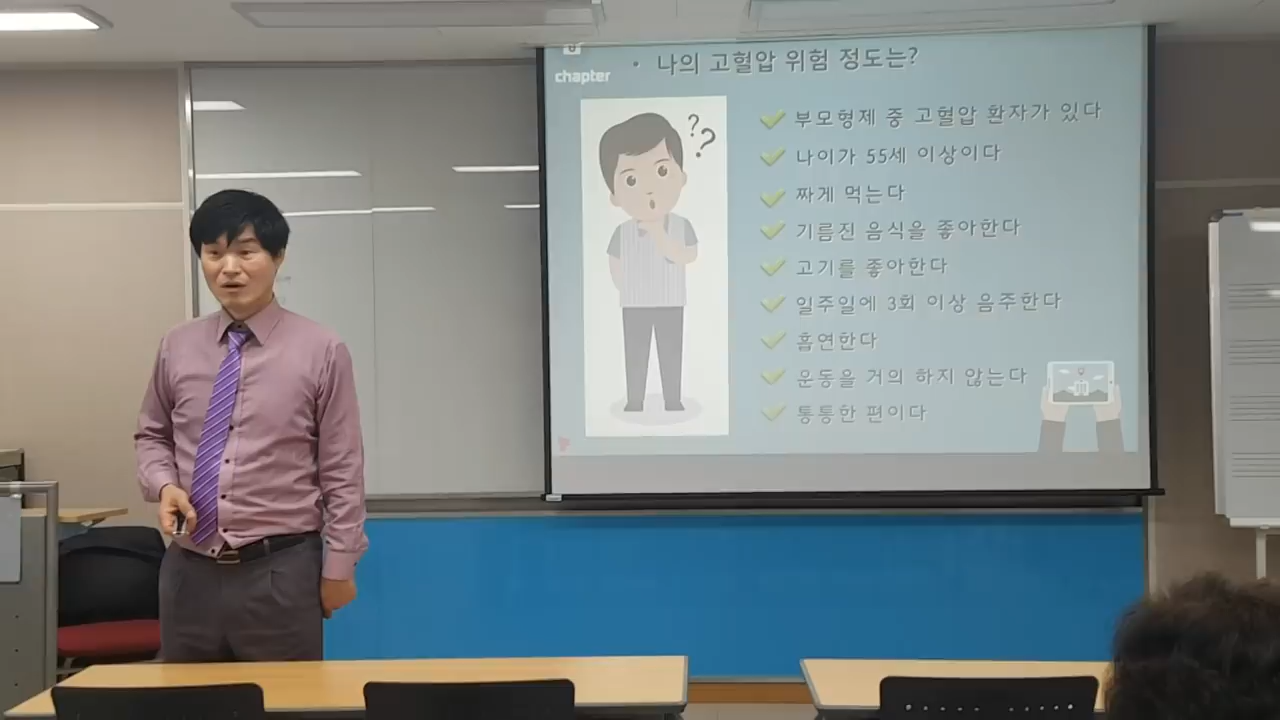 • 나의 고혈압 위험 정도는?
chapter
부모형제 중 고혈압 환자가 있다
나이가 55세 이상이다
짜게 먹는다
기름진 음식을 좋아한다
고기를 좋아한다
일주일에 3회 이상 음주한다
흡연한다
운동을 거의 하지 않는다
통통한 편이다
??